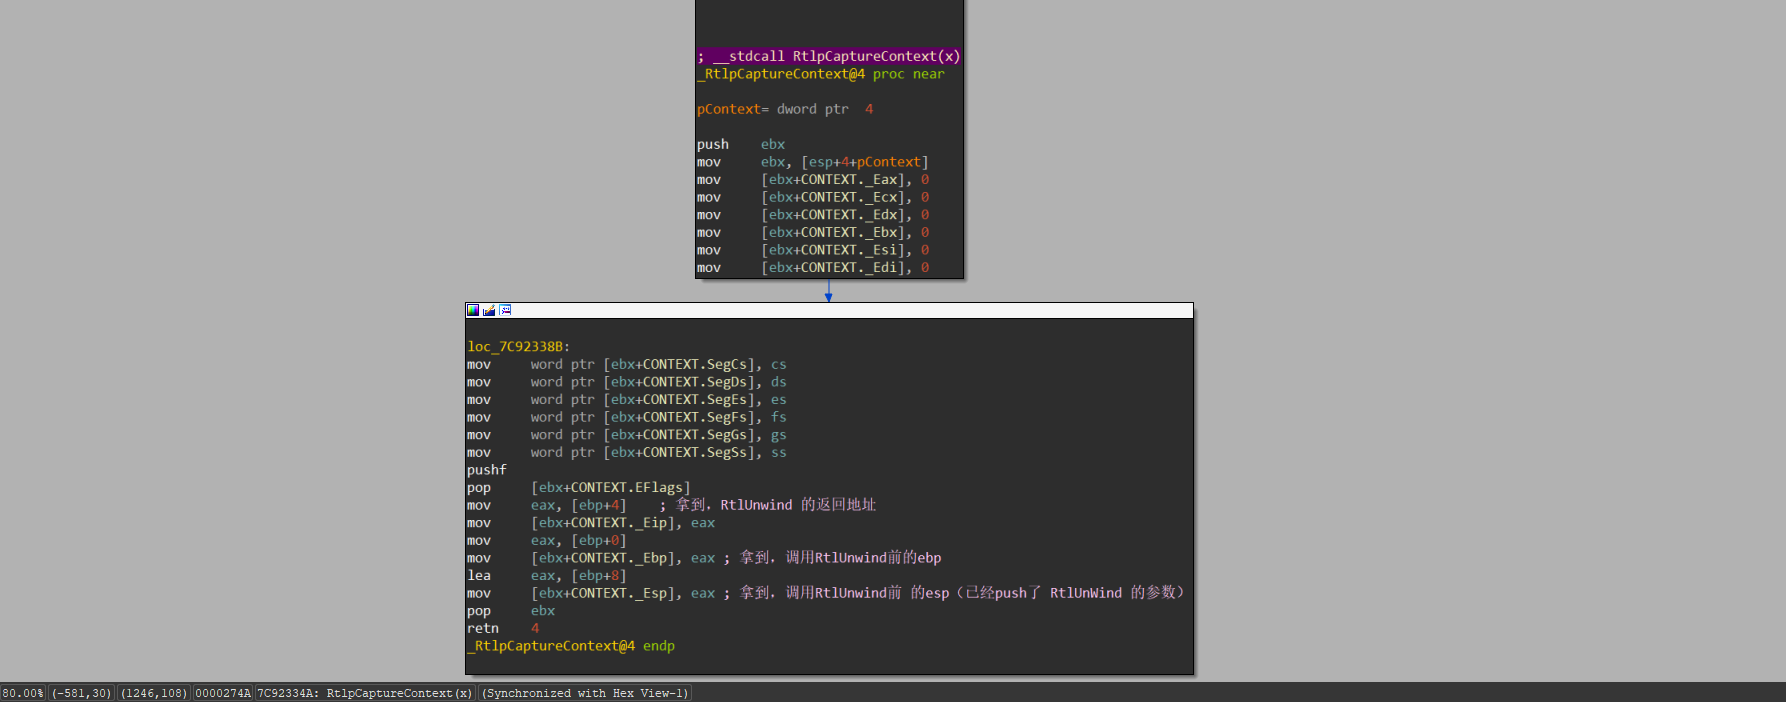 ; __stdcall RtlpCaptureContext(x)
_RtlpCaptureContext@4 proc near
pContext= dword ptr  4
push    ebx
mov     ebx, [esp+4+pContext]
mov     [ebx+CONTEXT._Eax], 0
mov     [ebx+CONTEXT._Ecx], 0
mov     [ebx+CONTEXT._Edx], 0
mov     [ebx+CONTEXT._Ebx], 0
mov     [ebx+CONTEXT._Esi], 0
mov     [ebx+CONTEXT._Edi], 0
loc_7C92338B:
mov     word ptr [ebx+CONTEXT.SegCs], cs
mov     word ptr [ebx+CONTEXT.SegDs], ds
mov     word ptr [ebx+CONTEXT.SegEs], es
mov     word ptr [ebx+CONTEXT.SegFs], fs
mov     word ptr [ebx+CONTEXT.SegGs], gs
mov     word ptr [ebx+CONTEXT.SegSs], ss
pushf
pop     [ebx+CONTEXT.EFlags]
mov     eax, [ebp+4]    ; 拿到，RtlUnwind 的返回地址
mov     [ebx+CONTEXT._Eip], eax
mov     eax, [ebp+0]
mov     [ebx+CONTEXT._Ebp], eax ; 拿到，调用RtlUnwind前的ebp
lea     eax, [ebp+8]
mov     [ebx+CONTEXT._Esp], eax ; 拿到，调用RtlUnwind前 的esp（已经push了 RtlUnWind 的参数）
pop     ebx
retn    4
_RtlpCaptureContext@4 endp
80.00% (-581,30) (1246,108) 0000274A 7C92334A: RtlpCaptureContext(x) (Synchronized with Hex View-1)